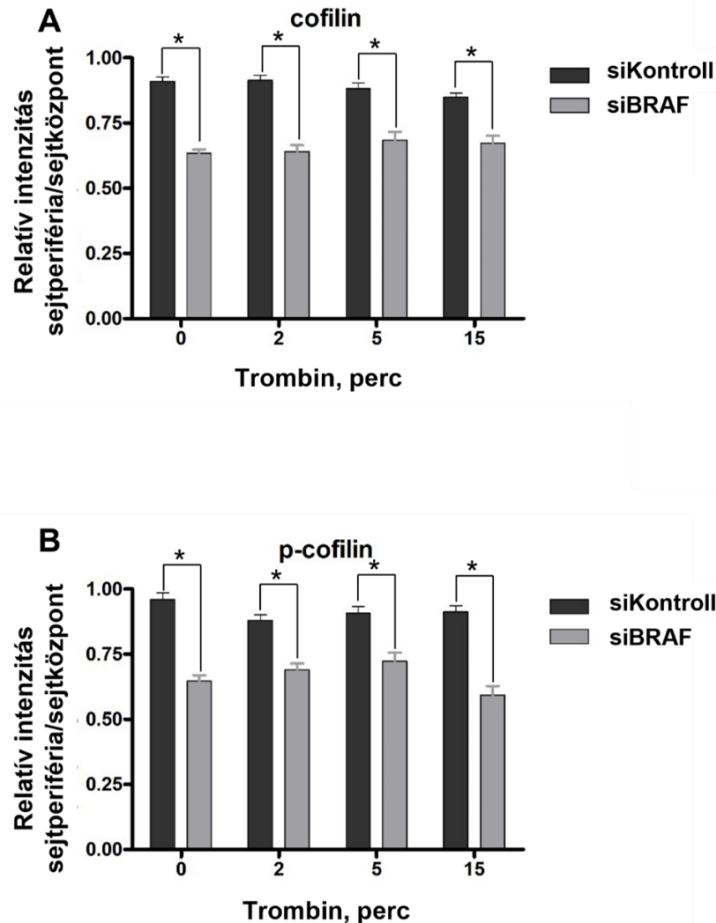 A
cofilin
* * * *
1.00
0.75
0.50
0.25
0.00
Relatív intenzitás
sejtperiféria/sejtközpont
0 2 5 15
Trombin, perc
siKontroll
siBRAF
B
p-cofilin
* * * *
1.00
0.75
0.50
0.25
0.00
Relatív intenzitás
sejtperiféria/sejtközpont
0 2 5 15
Trombin, perc
siKontroll
siBRAF